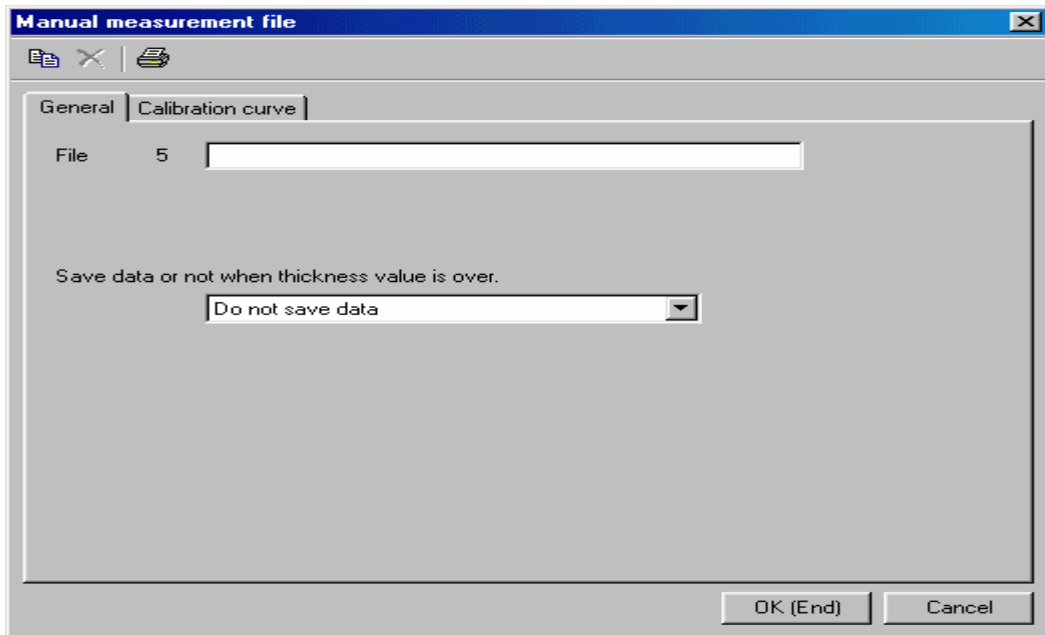 Manual measurement file
General
Calibration curve
File 5
Save data or not when thickness value is over.
Do not save data
OK (End)
Cancel